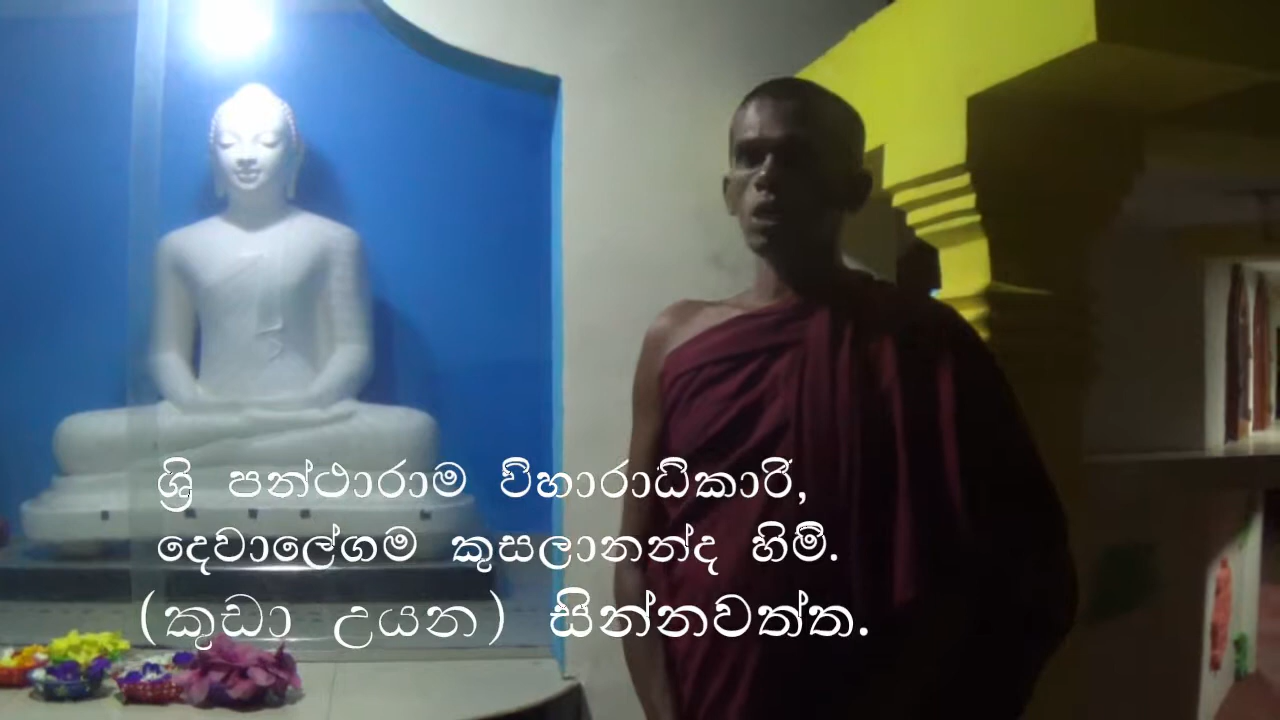 ශ්‍රි පන්ථාරාම විහාරාධිකාරි,
දෙවාලේගම කුසලානන්ද හිමි.
(කුඩා උයන) සින්නවත්ත.